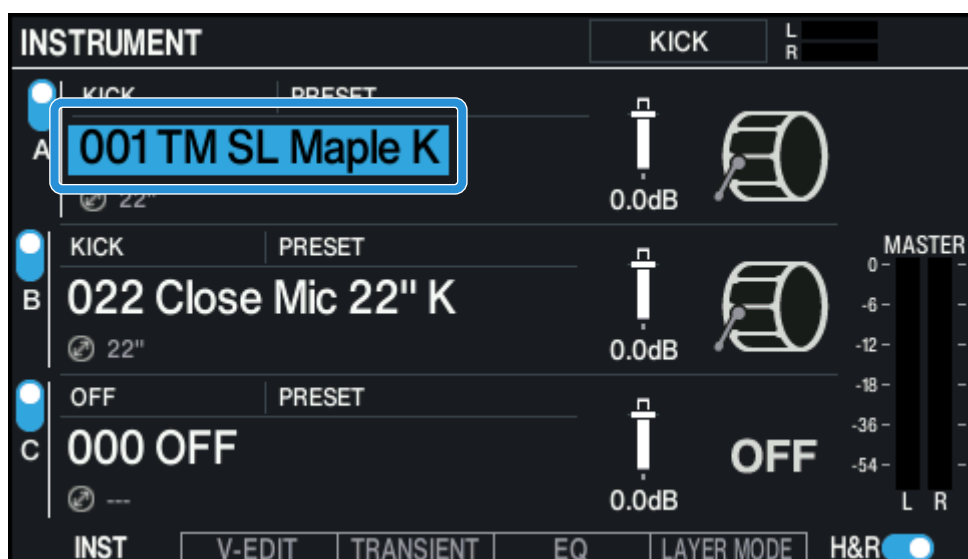 INSTRUMENT KICK L R
KICK PRESET
A 001 TM SL Maple K
22" 0.0dB
KICK PRESET MASTER
B 022 Close Mic 22" K
22" 0.0dB
OFF PRESET
C 000 OFF OFF
--- 0.0dB
0
-6
-12
-18
-36
-54
L R
INST V-EDIT TRANSIENT EQ LAYER MODE H&R